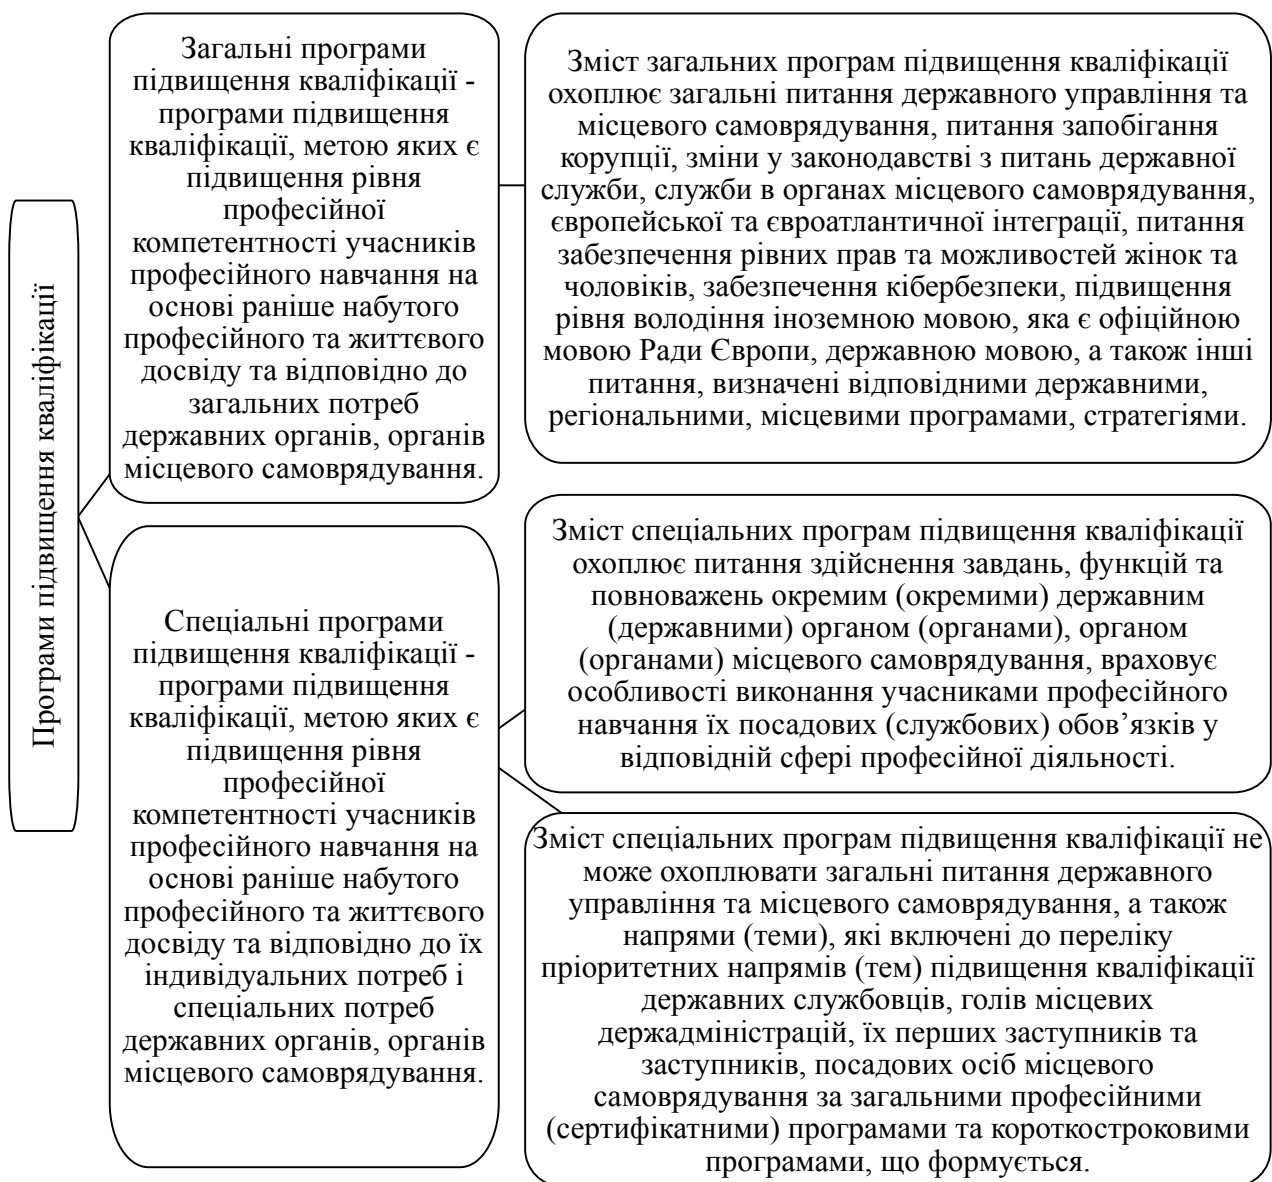 Програми підвищення кваліфікації
Загальні програми
підвищення кваліфікації -
програми підвищення
кваліфікації, метою яких є
підвищення рівня
професійної
компетентності учасників
професійного навчання на
основі раніше набутого
професійного та життєвого
досвіду та відповідно до
загальних потреб
державних органів, органів
місцевого самоврядування.
Зміст загальних програм підвищення кваліфікації
охоплює загальні питання державного управління та
місцевого самоврядування, питання запобігання
корупції, зміни у законодавстві з питань державної
служби, служби в органах місцевого самоврядування,
європейської та євроатлантичної інтеграції, питання
забезпечення рівних прав та можливостей жінок та
чоловіків, забезпечення кібербезпеки, підвищення
рівня володіння іноземною мовою, яка є офіційною
мовою Ради Європи, державною мовою, а також інші
питання, визначені відповідними державними,
регіональними, місцевими програмами, стратегіями.
Спеціальні програми
підвищення кваліфікації -
програми підвищення
кваліфікації, метою яких є
підвищення рівня
професійної
компетентності учасників
професійного навчання на
основі раніше набутого
професійного та життєвого
досвіду та відповідно до їх
індивідуальних потреб і
спеціальних потреб
державних органів, органів
місцевого самоврядування.
Зміст спеціальних програм підвищення кваліфікації
охоплює питання здійснення завдань, функцій та
повноважень окремим (окремими) державним
(державними) органом (органами), органом
(органами) місцевого самоврядування, враховує
особливості виконання учасниками професійного
навчання їх посадових (службових) обов’язків у
відповідній сфері професійної діяльності.
Зміст спеціальних програм підвищення кваліфікації не
може охоплювати загальні питання державного
управління та місцевого самоврядування, а також
напрями (теми), які включені до переліку
пріоритетних напрямів (тем) підвищення кваліфікації
державних службовців, голів місцевих
держадміністрацій, їх перших заступників та
заступників, посадових осіб місцевого
самоврядування за загальними професійними
(сертифікатними) програмами та короткостроковими
програмами, що формується.